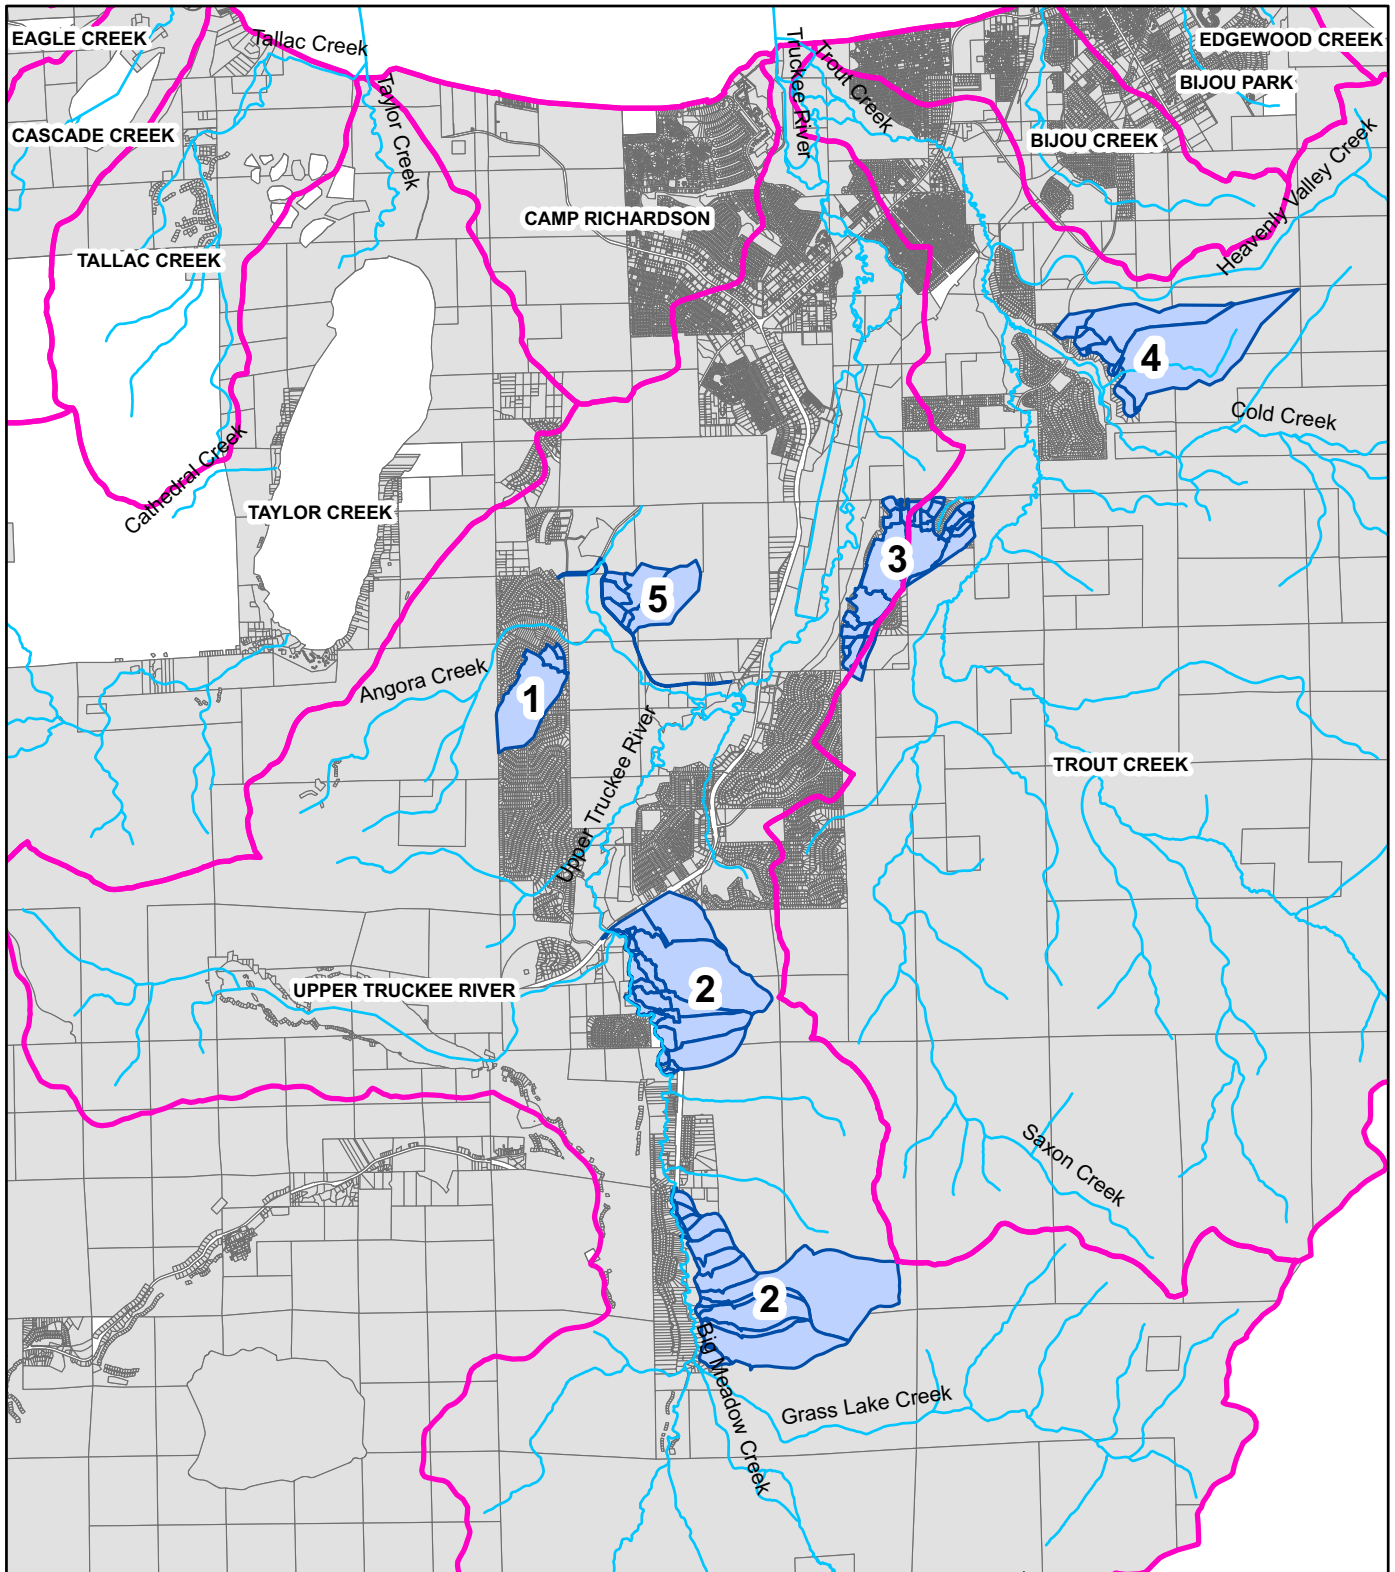 EAGLE CREEK
Tallac Creek
Truckee River
Trout Creek
EDGEWOOD CREEK
BIJOU PARK
Taylor Creek
CASCADE CREEK
BIJOU CREEK
Heavenly Valley Creek
CAMP RICHARDSON
TALLAC CREEK
4
Cold Creek
Cathedral Creek
TAYLOR CREEK
3
5
Angora Creek
1
Upper Truckee River
TROUT CREEK
2
UPPER TRUCKEE RIVER
Saxon Creek
2
Big Meadow Creek
Grass Lake Creek